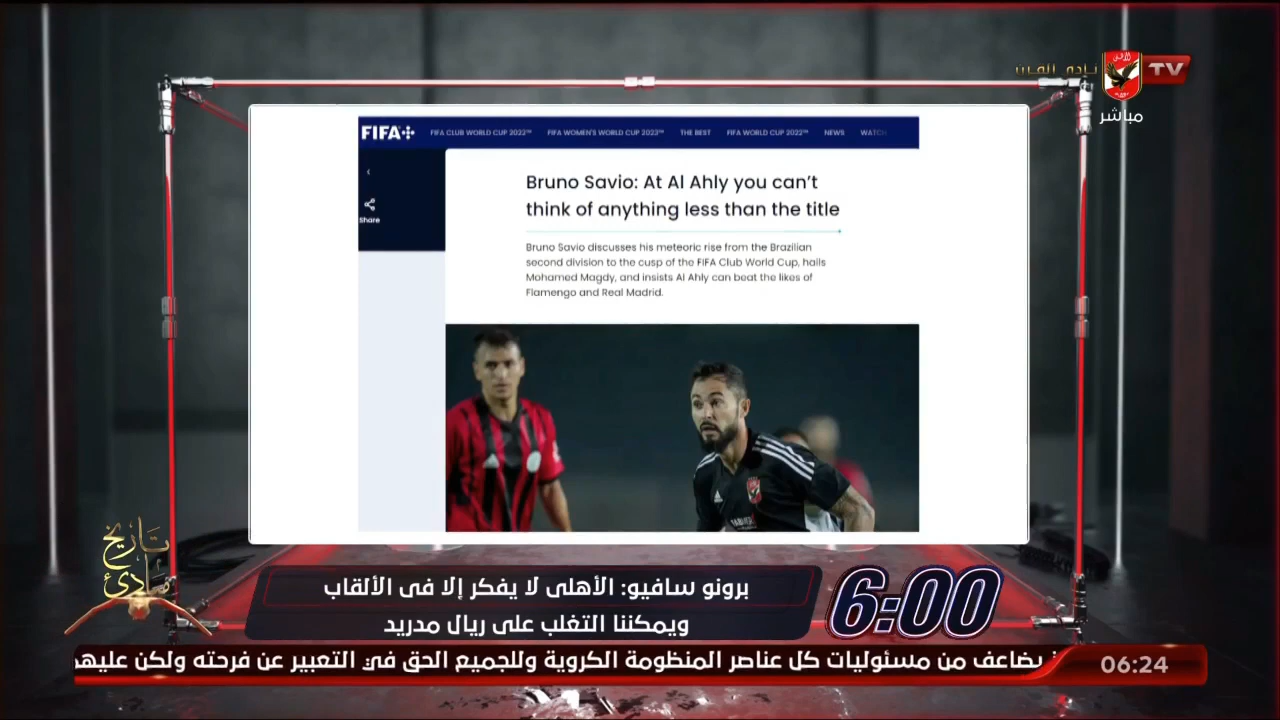 نادي القرن
TV
مباشر
FIFA+
FIFA CLUB WORLD CUP 2022™ FIFA WOMEN'S WORLD CUP 2023™ THE BEST FIFA WORLD CUP 2022™ NEWS WATCH
Share
Bruno Savio: At Al Ahly you can't
think of anything less than the title
Bruno Savio discusses his meteoric rise from the Brazilian
second division to the cusp of the FIFA Club World Cup, hails
Mohamed Magdy, and insists Al Ahly can beat the likes of
Flamengo and Real Madrid.
تاريخ
ومبادئ
برونو سافيو: الأهلى لا يفكر إلا فى الألقاب
ويمكننا التغلب على ريال مدريد
6:00
يضاعف من مسئوليات كل عناصر المنظومة الكروية وللجميع الحق في التعبير عن فرحته ولكن عليهم
06:24